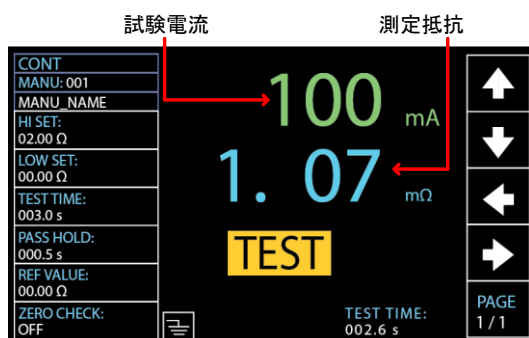 試験電流
測定抵抗
CONT
MANU: 001
MANU_NAME
HI SET:
02.00 Ω
LOW SET:
00.00 Ω
TEST TIME:
003.0 s
PASS HOLD:
000.5 s
REF VALUE:
00.00 Ω
ZERO CHECK:
OFF
100 mA
1. 07 mΩ
TEST
TEST TIME:
002.6 s
PAGE
1 / 1